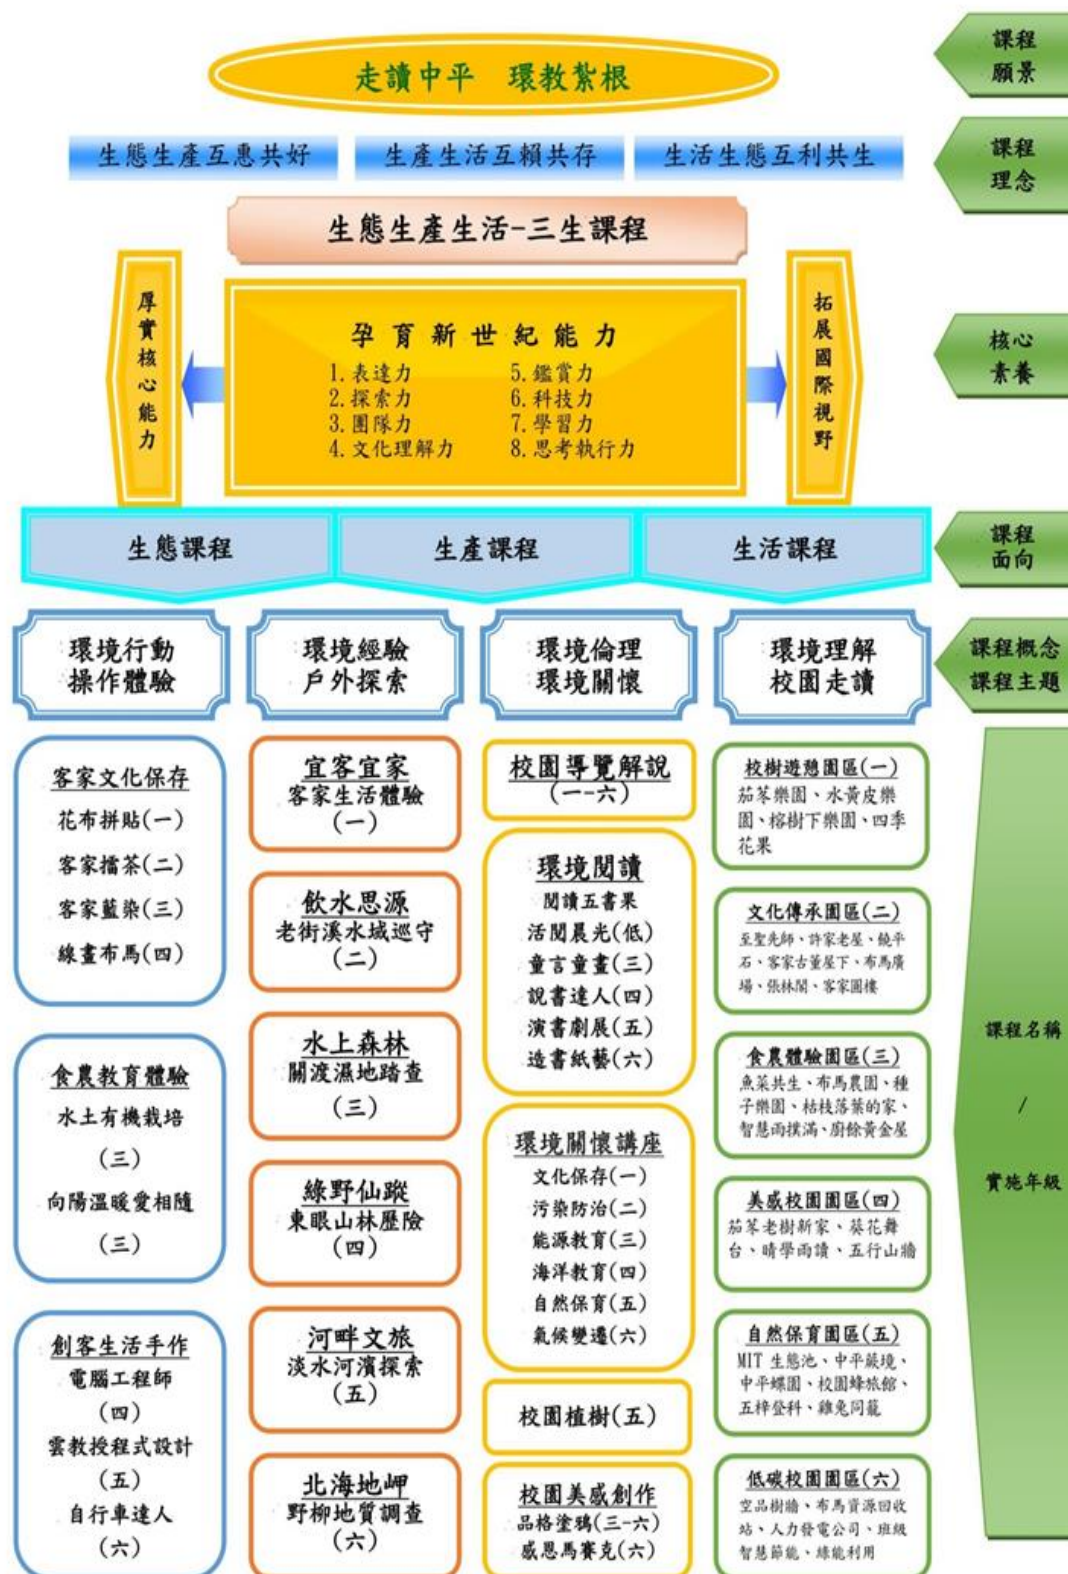 走讀中平 環教紮根
課程
願景
生態生產互惠共好
生產生活互賴共存
生活生態互利共生
課程
理念
生態生產生活-三生課程
厚實核心能力
孕育新世紀能力
1.表達力
2.探索力
3.團隊力
4.文化理解力
5.鑑賞力
6.科技力
7.學習力
8.思考執行力
拓展國際視野
核心
素養
生態課程
生產課程
生活課程
課程
面向
環境行動
操作體驗
環境經驗
戶外探索
環境倫理
環境關懷
環境理解
校園走讀
課程概念
課程主題
客家文化保存
花布拼貼(一)
客家擂茶(二)
客家藍染(三)
線畫布馬(四)
食農教育體驗
水土有機栽培
(三)
向陽溫暖愛相隨
(三)
創客生活手作
電腦工程師
(四)
雲教授程式設計
(五)
自行車達人
(六)
宜客宜家
客家生活體驗
(一)
飲水思源
老街溪水域巡守
(二)
水上森林
關渡濕地踏查
(三)
綠野仙蹤
東眼山林歷險
(四)
河畔文旅
淡水河濱探索
(五)
北海地岬
野柳地質調查
(六)
校園導覽解說
(一-六)
環境閱讀
閱讀五書果
活閱晨光(低)
童言童畫(三)
說書達人(四)
演書劇展(五)
造書紙藝(六)
環境關懷講座
文化保存(一)
污染防治(二)
能源教育(三)
海洋教育(四)
自然保育(五)
氣候變遷(六)
校園植樹(五)
校園美感創作
品格塗鴉(三-六)
感恩馬賽克(六)
校樹遊憩園區(一)
茄苳樂園、水黃皮樂
園、榕樹下樂園、四季
花果
文化傳承園區(二)
至聖先師、許家老屋、饒平
石、客家古董屋下、布馬廣
場、張林閣、客家圓樓
食農體驗園區(三)
魚菜共生、布馬農園、種
子樂園、枯枝落葉的家、
智慧雨撲滿、廚餘黃金屋
美感校園園區(四)
茄苳老樹新家、葵花舞
台、晴學雨讀、五行山牆
自然保育園區(五)
MIT 生態池、中平蕨境、
中平蝶園、校園蜂旅館、
五梓登科、雞兔同籠
低碳校園園區(六)
空品樹牆、布馬資源回收
站、人力發電公司、班級
智慧節能、綠能利用
課程名稱
/
實施年級